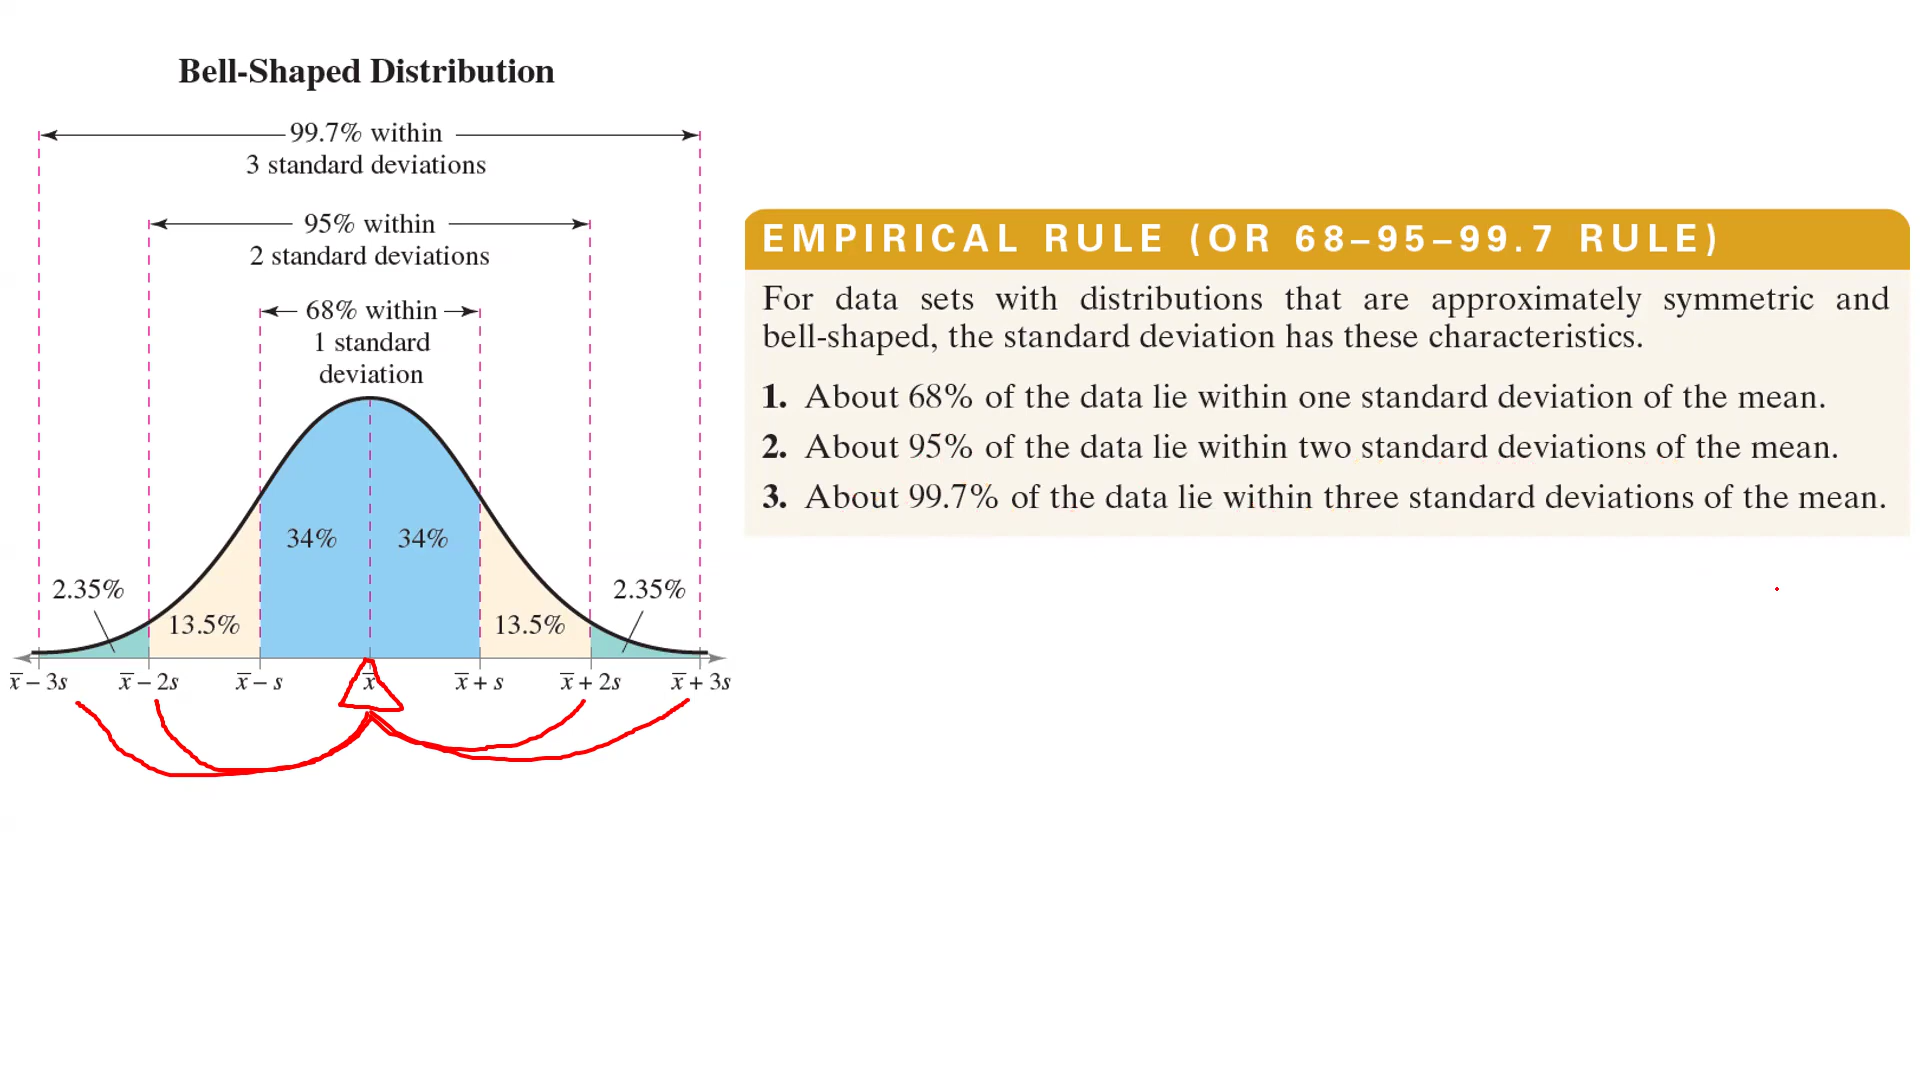 Bell-Shaped Distribution
99.7% within
3 standard deviations
95% within
2 standard deviations
68% within
1 standard
deviation
34% 34%
2.35% 2.35%
13.5% 13.5%
x̅ – 3s x̅ – 2s x̅ – s x̅ x̅ + s x̅ + 2s x̅ + 3s
EMPIRICAL RULE (OR 68–95–99.7 RULE)
For data sets with distributions that are approximately symmetric and
bell-shaped, the standard deviation has these characteristics.
1. About 68% of the data lie within one standard deviation of the mean.
2. About 95% of the data lie within two standard deviations of the mean.
3. About 99.7% of the data lie within three standard deviations of the mean.